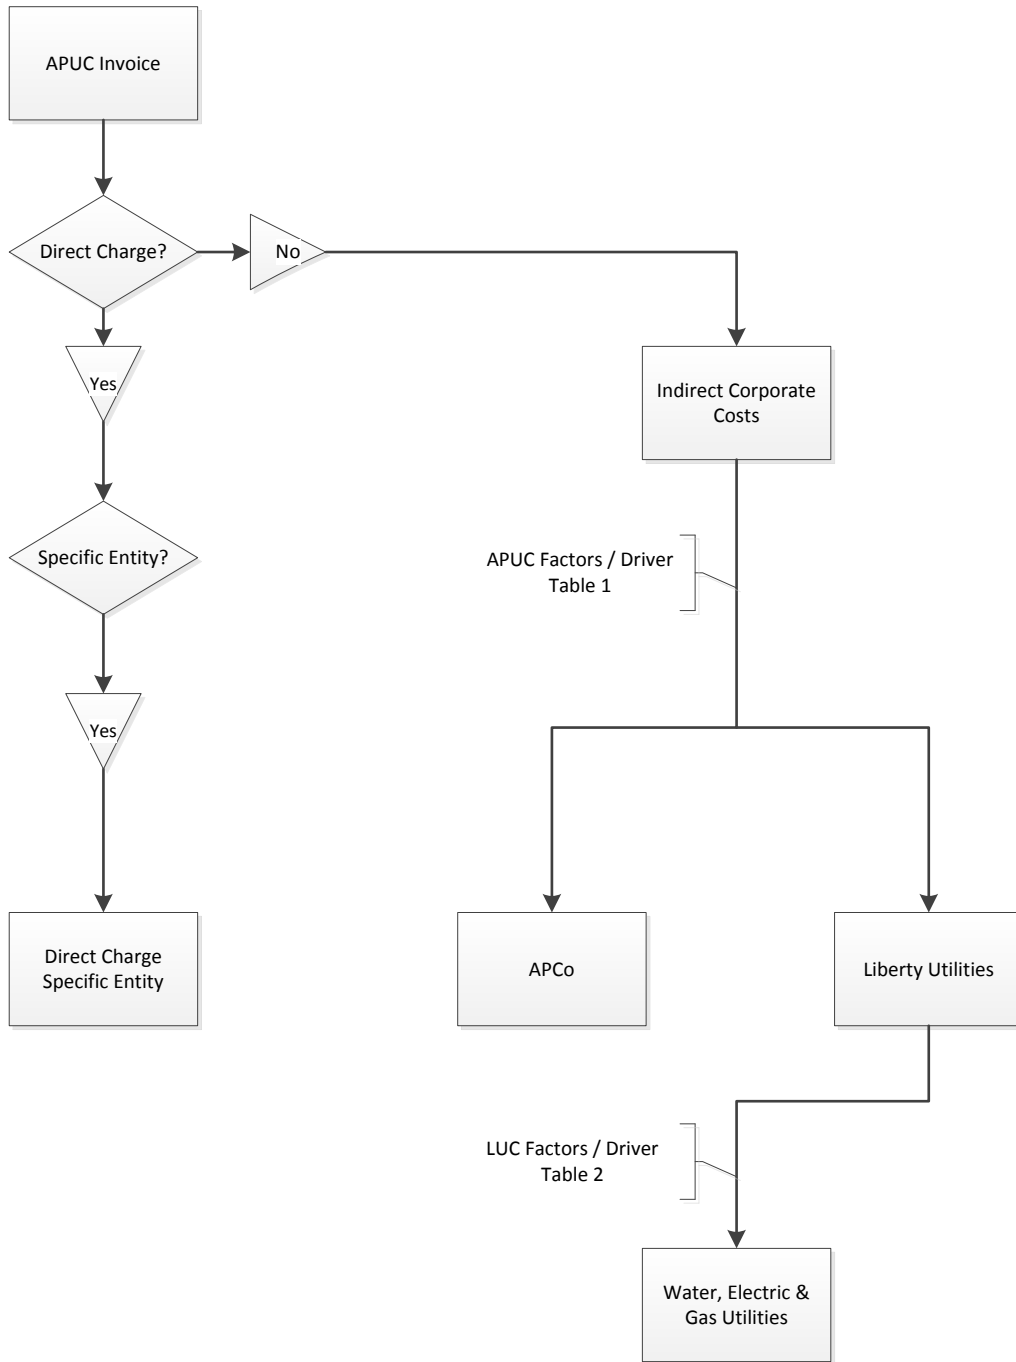 APUC Invoice
Direct Charge?
No
Yes
Indirect Corporate
Costs
Specific Entity?
APUC Factors / Driver
Table 1
Yes
Direct Charge
Specific Entity
APCo
Liberty Utilities
LUC Factors / Driver
Table 2
Water, Electric &
Gas Utilities